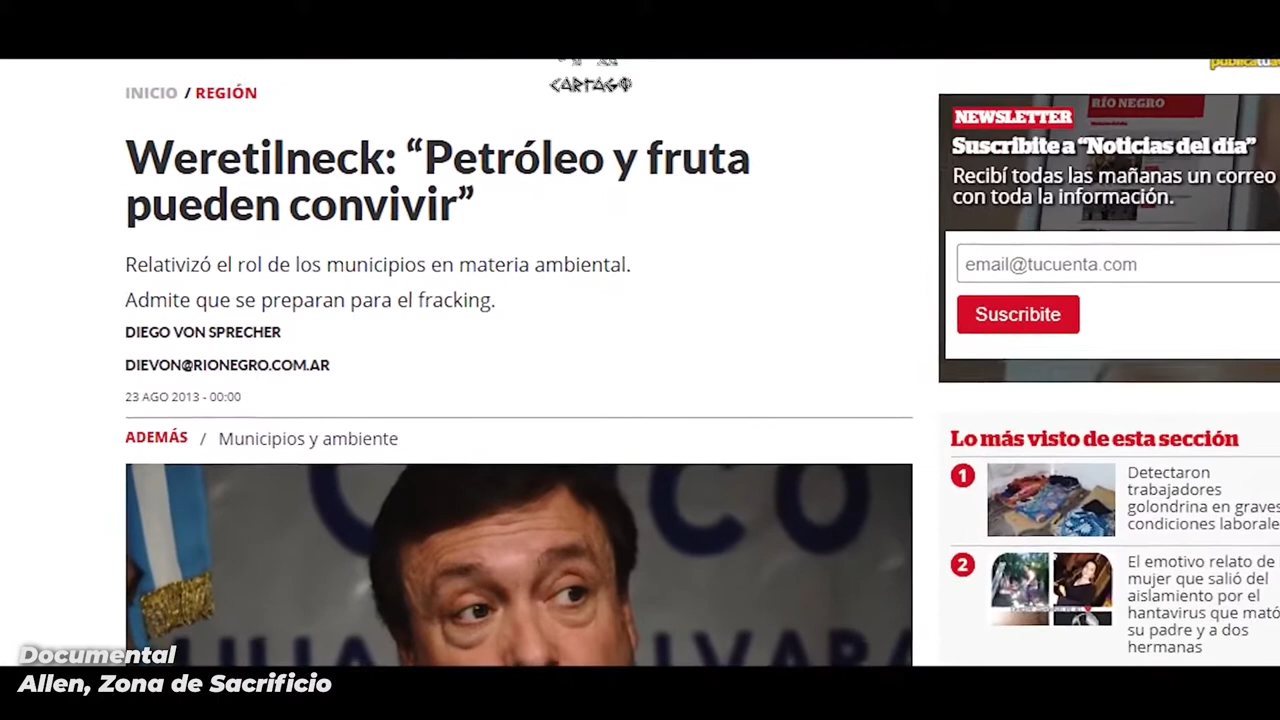 CARTAGO
INICIO / REGIÓN
Weretilneck: “Petróleo y fruta
pueden convivir”
Relativizó el rol de los municipios en materia ambiental.
Admite que se preparan para el fracking.
DIEGO VON SPRECHER
DIEVON@RIONEGRO.COM.AR
23 AGO 2013 - 00:00
ADEMÁS / Municipios y ambiente
RÍO NEGRO
NEWSLETTER
Suscribite a “Noticias del día”
Recibí todas las mañanas un correo
con toda la información.
email@tucuenta.com
Suscribite
Lo más visto de esta sección
1
Detectaron
trabajadores
golondrina en graves
condiciones laborale
2
El emotivo relato de
mujer que salió del
aislamiento por el
hantavirus que mató
su padre y a dos
hermanas
Documental
Allen, Zona de Sacrificio